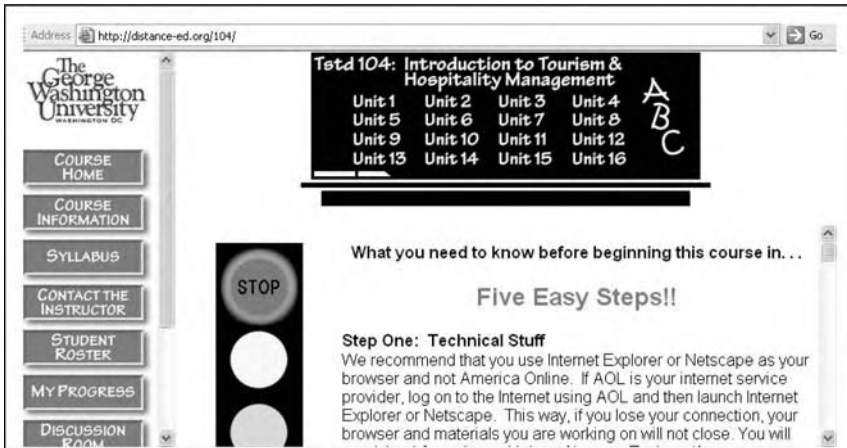 Address http://distance-ed.org/104/ Go
The
George
Washington
University
WASHINGTON DC
COURSE
HOME
COURSE
INFORMATION
SYLLABUS
CONTACT THE
INSTRUCTOR
STUDENT
ROSTER
MY PROGRESS
DISCUSSION
ROOM
Tstd 104: Introduction to Tourism &
Hospitality Management
Unit 1 Unit 2 Unit 3 Unit 4
Unit 5 Unit 6 Unit 7 Unit 8
Unit 9 Unit 10 Unit 11 Unit 12
Unit 13 Unit 14 Unit 15 Unit 16
A
B
C
STOP
What you need to know before beginning this course in. . .
Five Easy Steps!!
Step One: Technical Stuff
We recommend that you use Internet Explorer or Netscape as your
browser and not America Online. If AOL is your internet service
provider, log on to the Internet using AOL and then launch Internet
Explorer or Netscape. This way, if you lose your connection, your
browser and materials you are working on will not close. You will